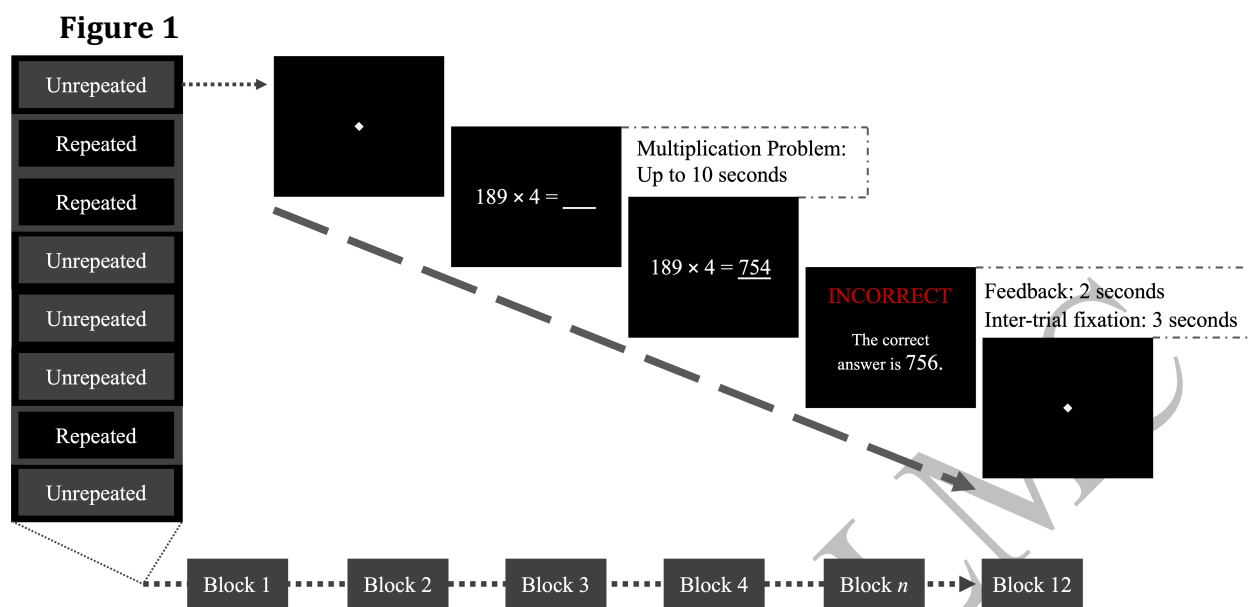 Figure 1
Unrepeated
Repeated
Repeated
Unrepeated
Unrepeated
Unrepeated
Repeated
Unrepeated
189 × 4 = ___
Multiplication Problem:
Up to 10 seconds
189 × 4 = 754
INCORRECT
The correct
answer is 756.
Feedback: 2 seconds
Inter-trial fixation: 3 seconds
Block 1
Block 2
Block 3
Block 4
Block n
Block 12